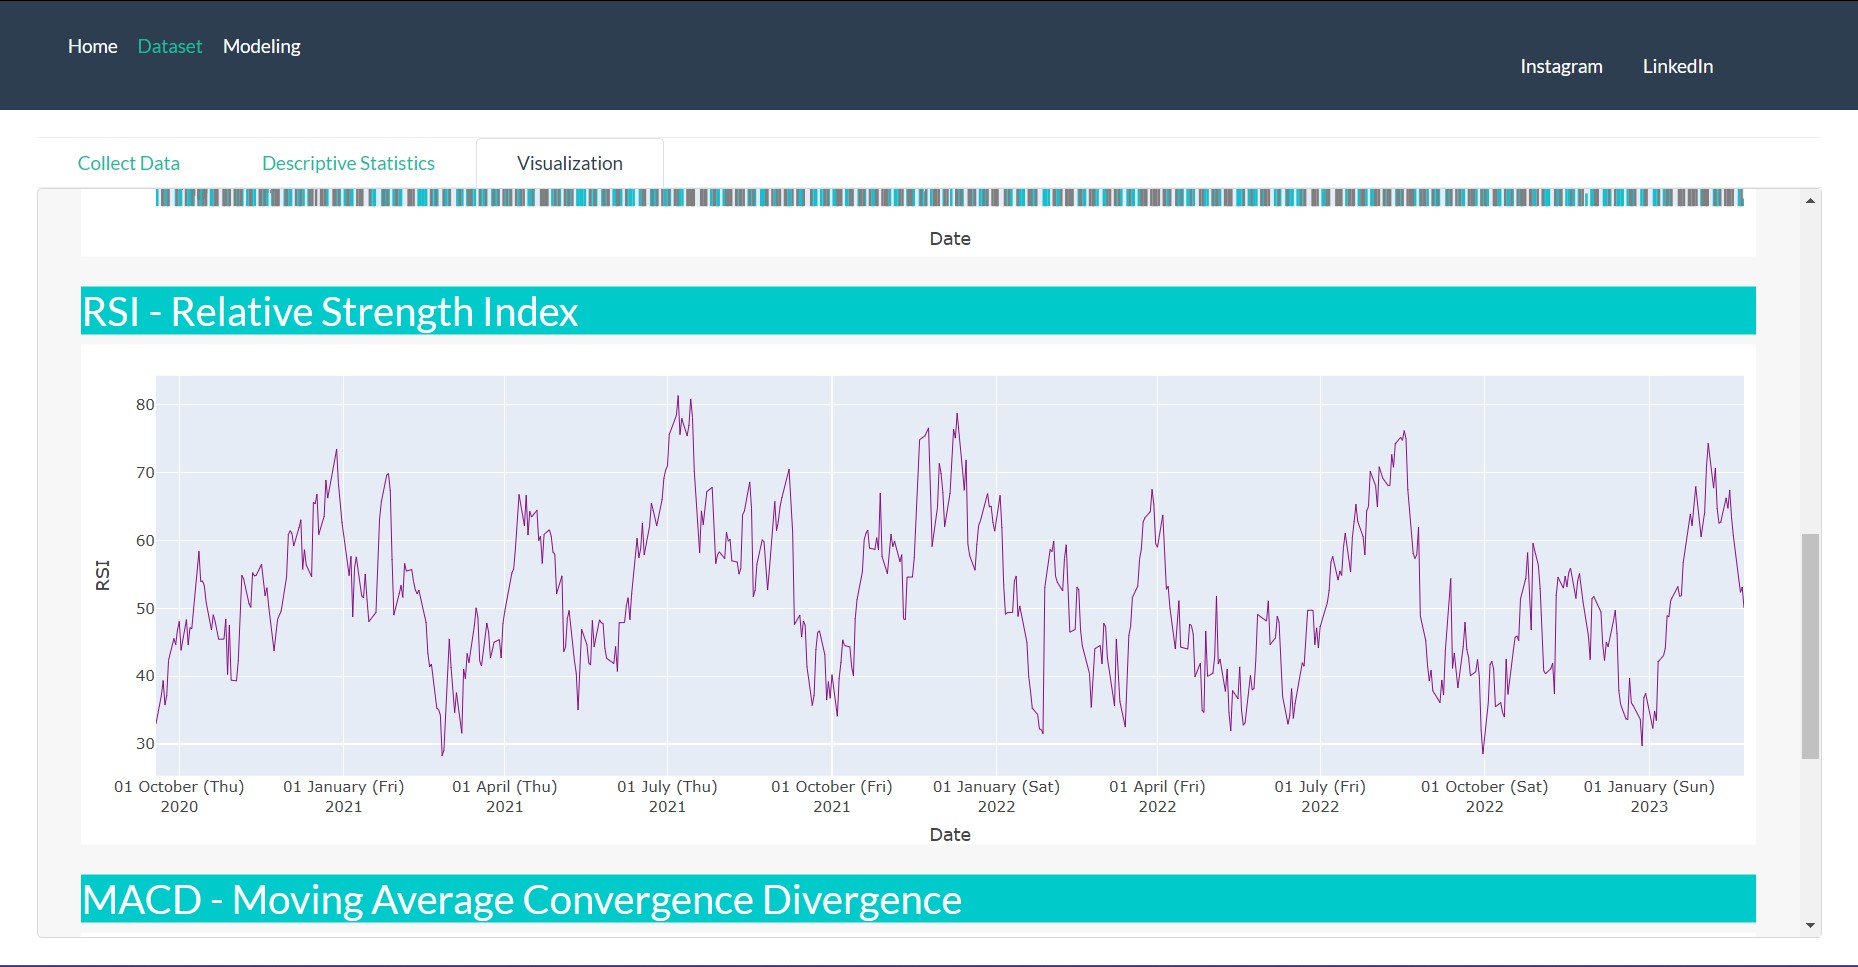 Home Dataset Modeling
Instagram LinkedIn
Collect Data Descriptive Statistics Visualization
Date
RSI - Relative Strength Index
80
70
60
50
40
30
RSI
01 October (Thu) 01 January (Fri) 01 April (Thu) 01 July (Thu) 01 October (Fri) 01 January (Sat) 01 April (Fri) 01 July (Fri) 01 October (Sat) 01 January (Sun)
2020 2021 2021 2021 2021 2022 2022 2022 2022 2023
Date
MACD - Moving Average Convergence Divergence